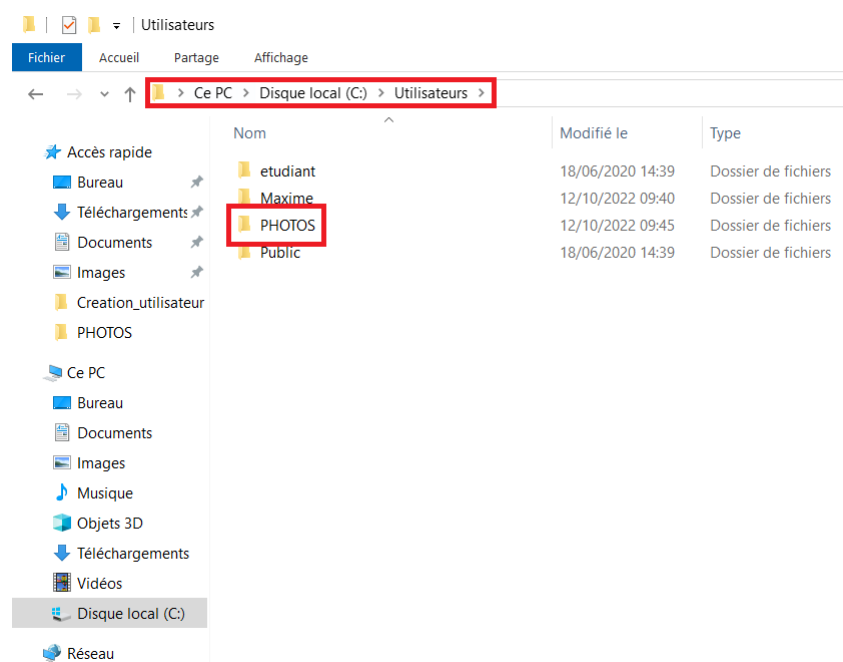 Utilisateurs
Fichier Accueil Partage Affichage
Ce PC > Disque local (C:) > Utilisateurs >
Nom Modifié le Type
Accès rapide
Bureau
Téléchargements
Documents
Images
Creation_utilisateur
PHOTOS
Ce PC
Bureau
Documents
Images
Musique
Objets 3D
Téléchargements
Vidéos
Disque local (C:)
Réseau
etudiant 18/06/2020 14:39 Dossier de fichiers
Maxime 12/10/2022 09:40 Dossier de fichiers
PHOTOS 12/10/2022 09:45 Dossier de fichiers
Public 18/06/2020 14:39 Dossier de fichiers